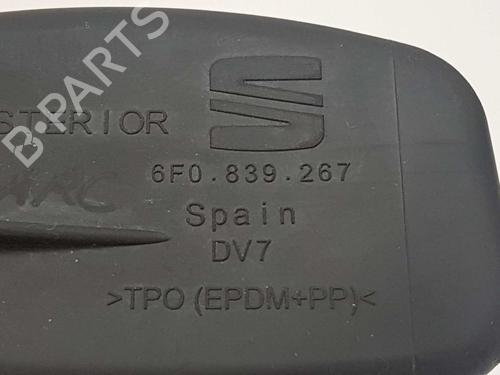 STERIOR
6F0.839.267
Spain
DV7
>TPO (EPDM+PP)<
B-PARTS